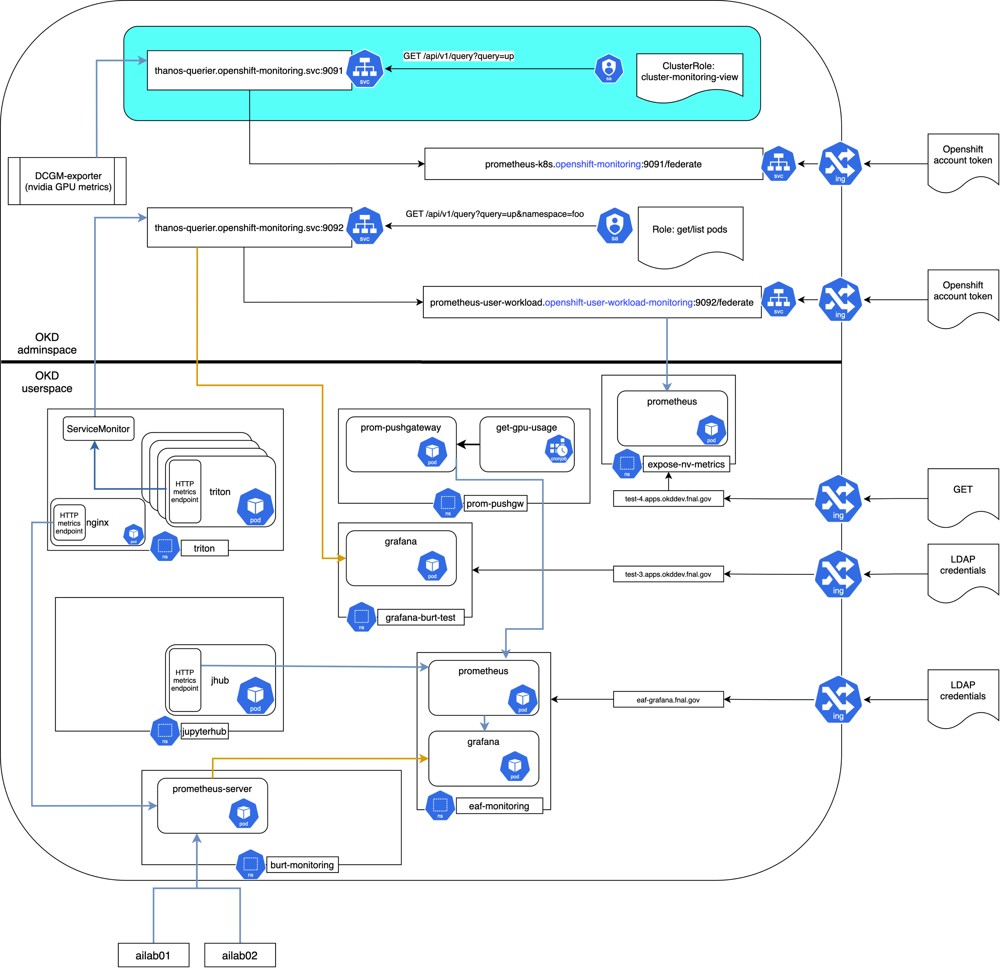 GET /api/v1/query?query=up
thanos-querier.openshift-monitoring.svc:9091
svc
sa
ClusterRole:
cluster-monitoring-view
Openshift
account token
prometheus-k8s.openshift-monitoring:9091/federate
svc
ing
DCGM-exporter
(nvidia GPU metrics)
GET /api/v1/query?query=up&namespace=foo
thanos-querier.openshift-monitoring.svc:9092
svc
sa
Role: get/list pods
Openshift
account token
prometheus-user-workload.openshift-user-workload-monitoring:9092/federate
svc
ing
OKD
adminspace
OKD
userspace
ServiceMonitor
HTTP
metrics
endpoint
triton
pod
HTTP
metrics
endpoint
nginx
pod
ns
triton
prom-pushgateway
pod
get-gpu-usage
cronjob
ns
prom-pushgw
prometheus
pod
ns
expose-nv-metrics
test-4.apps.okddev.fnal.gov
ing
GET
grafana
pod
ns
grafana-burt-test
test-3.apps.okddev.fnal.gov
ing
LDAP
credentials
HTTP
metrics
endpoint
jhub
pod
ns
jupyterhub
prometheus
pod
grafana
pod
ns
eaf-monitoring
eaf-grafana.fnal.gov
ing
LDAP
credentials
prometheus-server
pod
ns
burt-monitoring
ailab01
ailab02